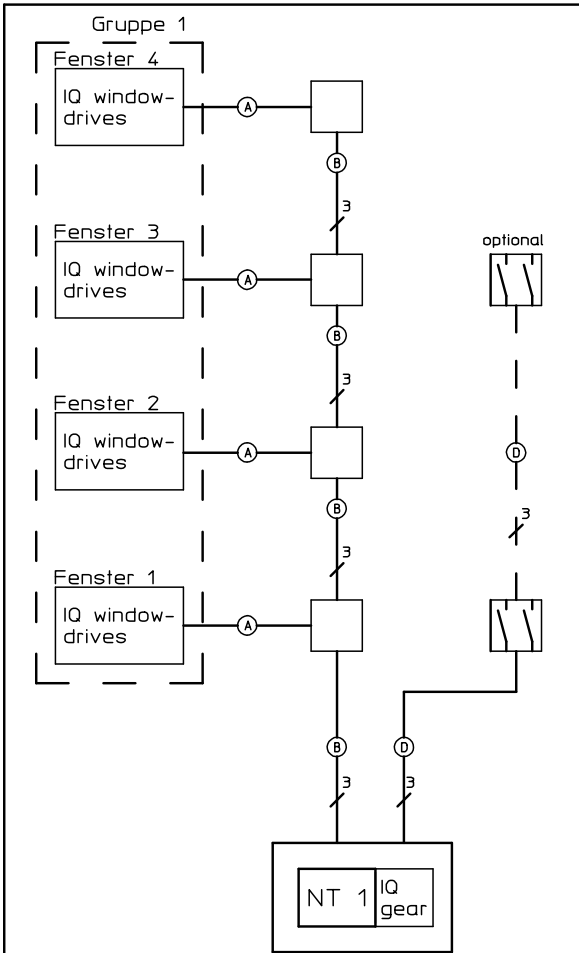 Gruppe 1
Fenster 4
IQ window-
drives
A
B
3
Fenster 3
IQ window-
drives
A
optional
B
3
Fenster 2
IQ window-
drives
A
D
B
3
3
Fenster 1
IQ window-
drives
A
B
D
3
3
NT 1
IQ
gear